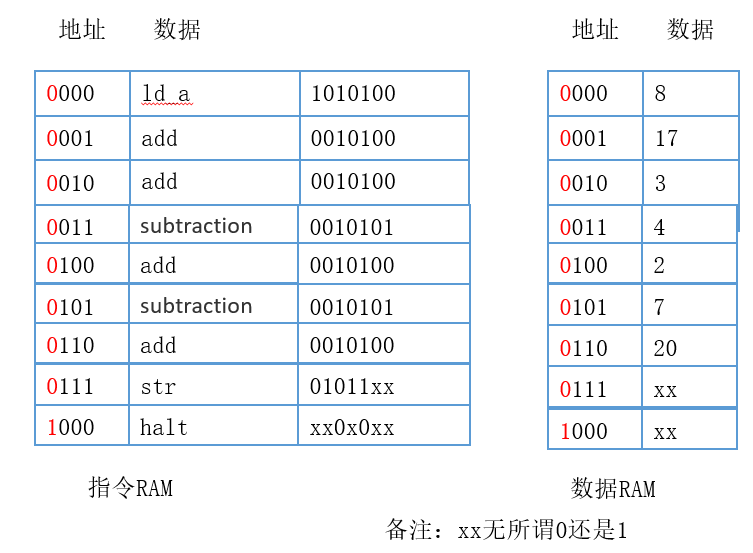 地址 数据 地址 数据
0000 ld a 1010100 0000 8
0001 add 0010100 0001 17
0010 add 0010100 0010 3
0011 subtraction 0010101 0011 4
0100 add 0010100 0100 2
0101 subtraction 0010101 0101 7
0110 add 0010100 0110 20
0111 str 01011xx 0111 xx
1000 halt xx0x0xx 1000 xx
指令RAM 数据RAM
备注：xx无所谓0还是1